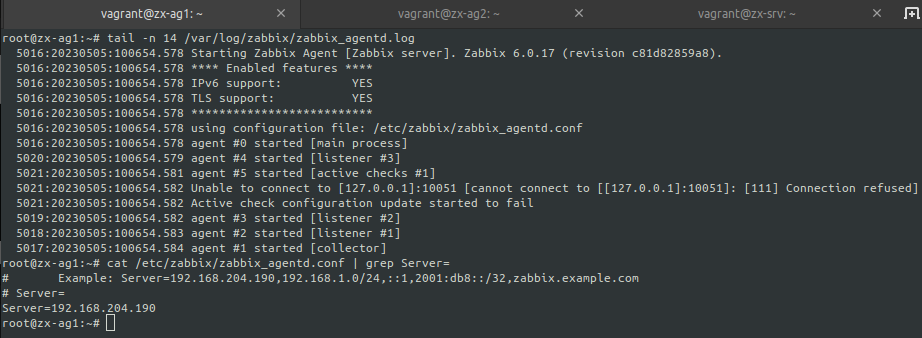 vagrant@zx-ag1: ~
vagrant@zx-ag2: ~
vagrant@zx-srv: ~
root@zx-ag1:~# tail -n 14 /var/log/zabbix/zabbix_agentd.log
5016:20230505:100654.578 Starting Zabbix Agent [Zabbix server]. Zabbix 6.0.17 (revision c81d82859a8).
5016:20230505:100654.578 **** Enabled features ****
5016:20230505:100654.578 IPv6 support:          YES
5016:20230505:100654.578 TLS support:           YES
5016:20230505:100654.578 **************************
5016:20230505:100654.578 using configuration file: /etc/zabbix/zabbix_agentd.conf
5016:20230505:100654.578 agent #0 started [main process]
5020:20230505:100654.579 agent #4 started [listener #3]
5021:20230505:100654.581 agent #5 started [active checks #1]
5021:20230505:100654.582 Unable to connect to [127.0.0.1]:10051 [cannot connect to [[127.0.0.1]:10051]: [111] Connection refused]
5021:20230505:100654.582 Active check configuration update started to fail
5019:20230505:100654.582 agent #3 started [listener #2]
5018:20230505:100654.583 agent #2 started [listener #1]
5017:20230505:100654.584 agent #1 started [collector]
root@zx-ag1:~# cat /etc/zabbix/zabbix_agentd.conf | grep Server=
#       Example: Server=192.168.204.190,192.168.1.0/24,::1,2001:db8::/32,zabbix.example.com
# Server=
Server=192.168.204.190
root@zx-ag1:~#